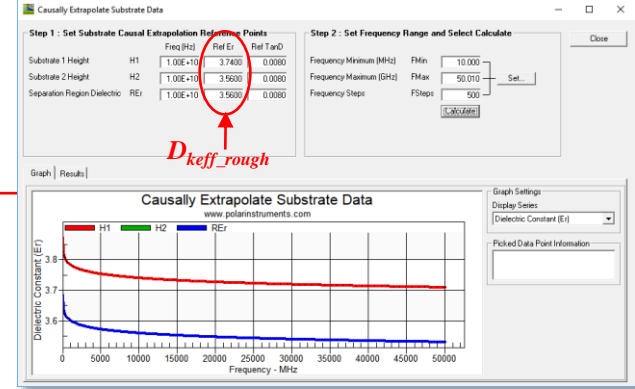 Causally Extrapolate Substrate Data
Step 1 : Set Substrate Causal Extrapolation Reference Points
Freq (Hz) Ref Er Ref TanD
Substrate 1 Height H1 1.00E+10 3.7400 0.0080
Substrate 2 Height H2 1.00E+10 3.5600 0.0080
Separation Region Dielectric REr 1.00E+10 3.5600 0.0080
Dkeff_rough
Step 2 : Set Frequency Range and Select Calculate
Frequency Minimum (MHz) FMin 10.000
Frequency Maximum (GHz) FMax 50.010 Set...
Frequency Steps FSteps 500
Calculate
Close
Graph Results
Causally Extrapolate Substrate Data
www.polarinstruments.com
H1 H2 REr
Dielectric Constant (Er)
3.8
3.7
3.6
0 5000 10000 15000 20000 25000 30000 35000 40000 45000 50000
Frequency - MHz
Graph Settings
Display Series
Dielectric Constant (Er)
Picked Data Point Information